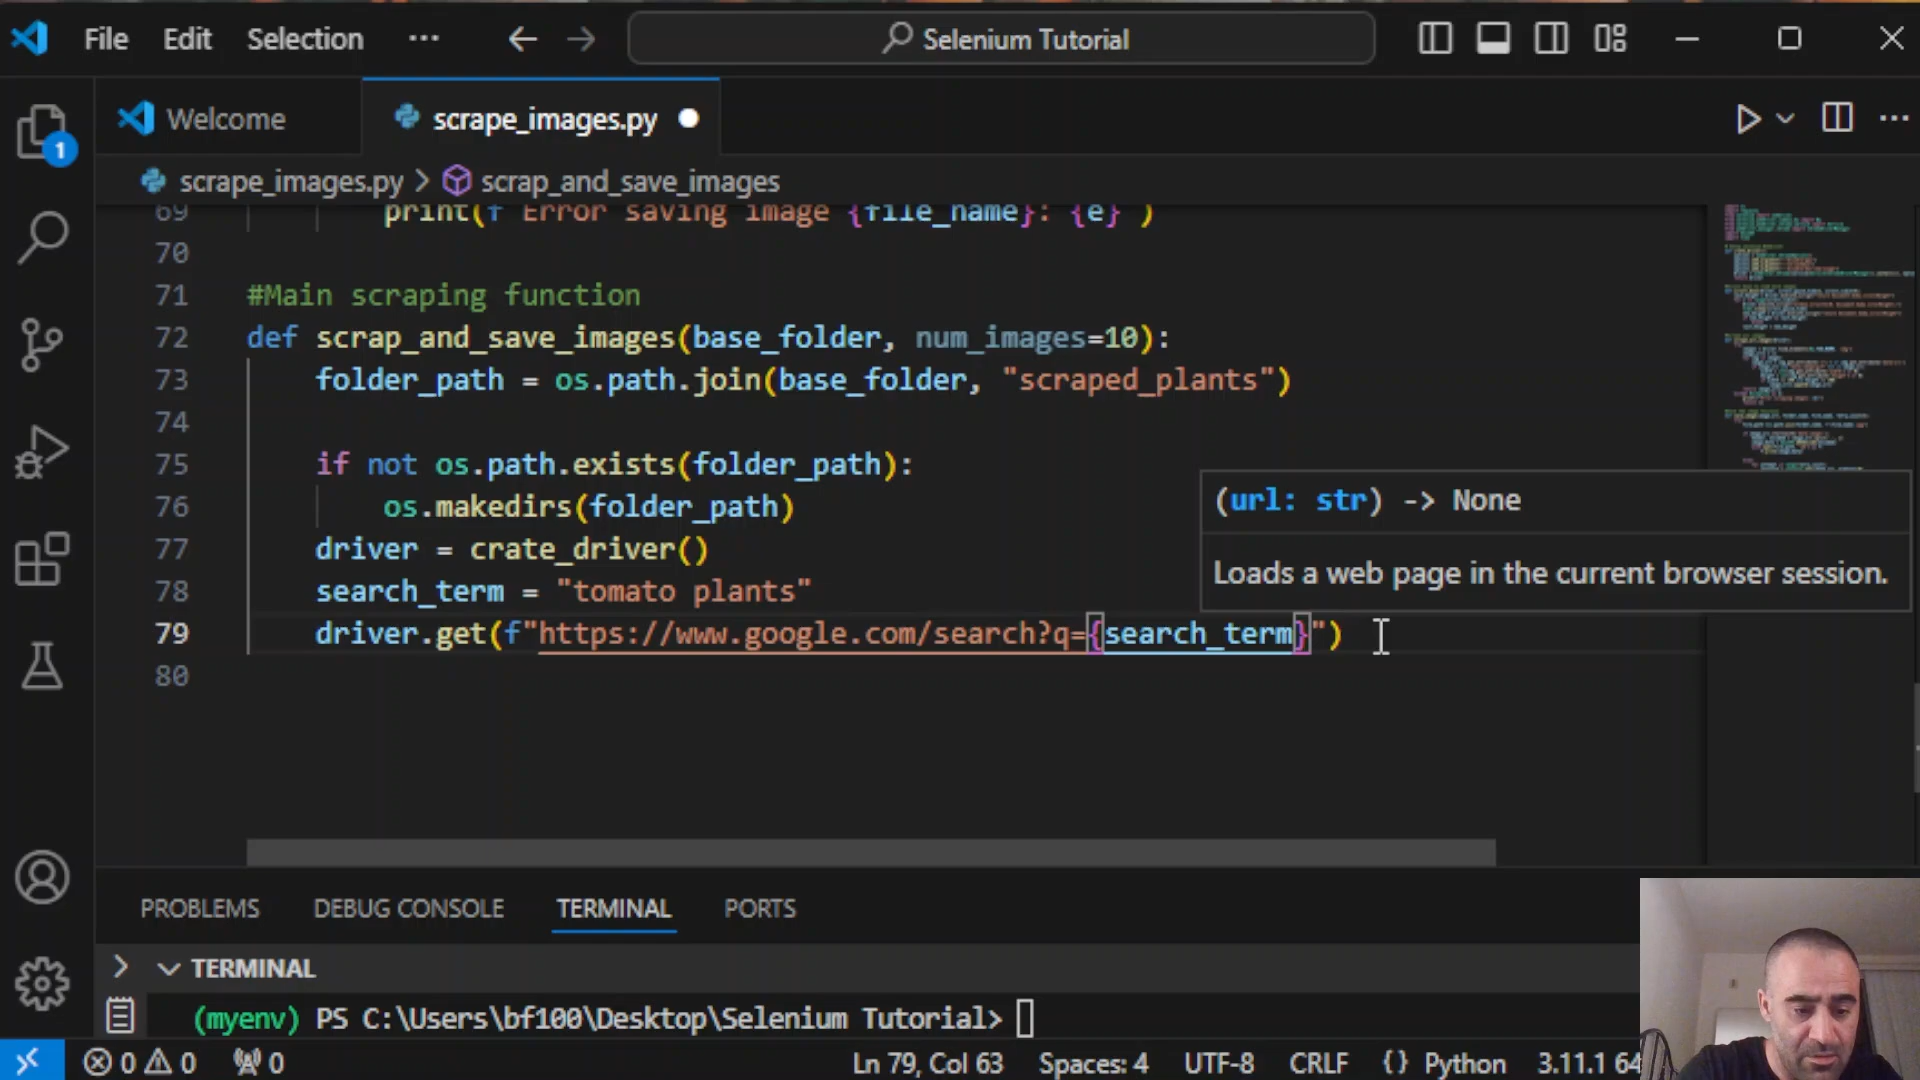 File Edit Selection ··· Selenium Tutorial
Welcome scrape_images.py
scrape_images.py > scrap_and_save_images
69 print(f"Error saving image {file_name}: {e}")
70
71 #Main scraping function
72 def scrap_and_save_images(base_folder, num_images=10):
73 folder_path = os.path.join(base_folder, "scraped_plants")
74
75 if not os.path.exists(folder_path):
76 os.makedirs(folder_path)
77 driver = crate_driver()
78 search_term = "tomato plants"
79 driver.get(f"https://www.google.com/search?q={search_term}")
80
(url: str) -> None
Loads a web page in the current browser session.
1
PROBLEMS DEBUG CONSOLE TERMINAL PORTS
TERMINAL
(myenv) PS C:\Users\bf100\Desktop\Selenium Tutorial>
0 0 0 Ln 79, Col 63 Spaces: 4 UTF-8 CRLF {} Python 3.11.1 64